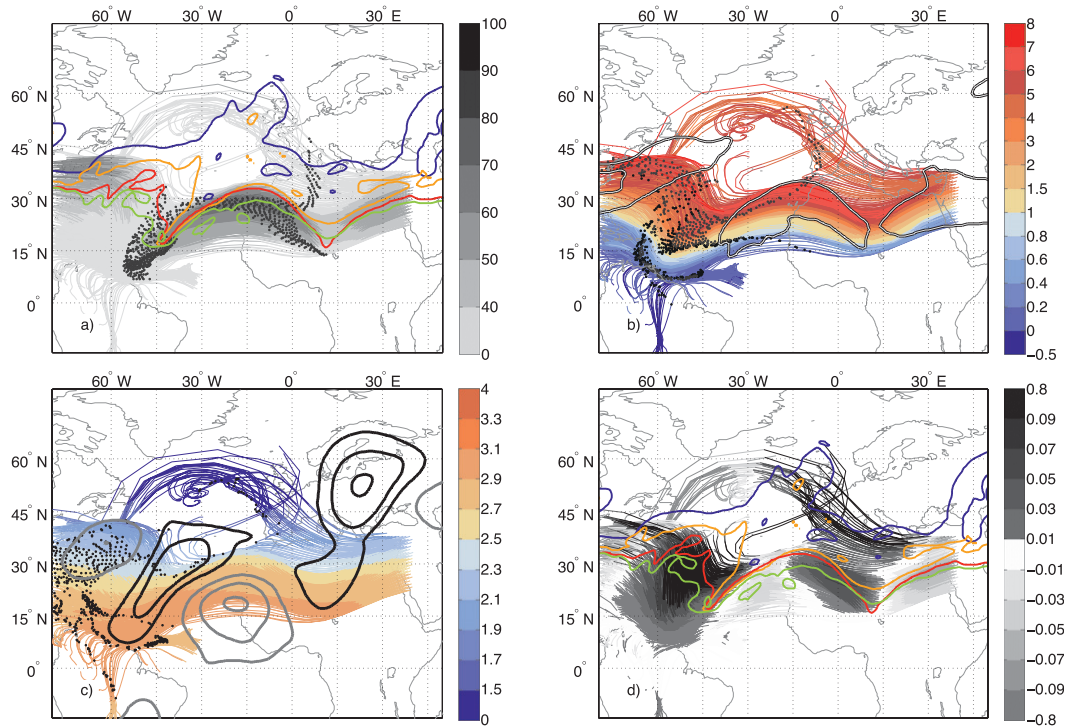 60° W 30° 0° 30° E
60° N
45° N
30° N
15° N
0°
a)
100
90
80
70
60
50
40
0
60° W 30° 0° 30° E
60° N
45° N
30° N
15° N
0°
b)
8
7
6
5
4
3
2
1.5
1
0.8
0.6
0.4
0.2
0
−0.5
60° W 30° 0° 30° E
60° N
45° N
30° N
15° N
0°
c)
4
3.3
3.1
2.9
2.7
2.5
2.3
2.1
1.9
1.7
1.5
0
60° W 30° 0° 30° E
60° N
45° N
30° N
15° N
0°
d)
0.8
0.09
0.07
0.05
0.03
0.01
−0.01
−0.03
−0.05
−0.07
−0.09
−0.8